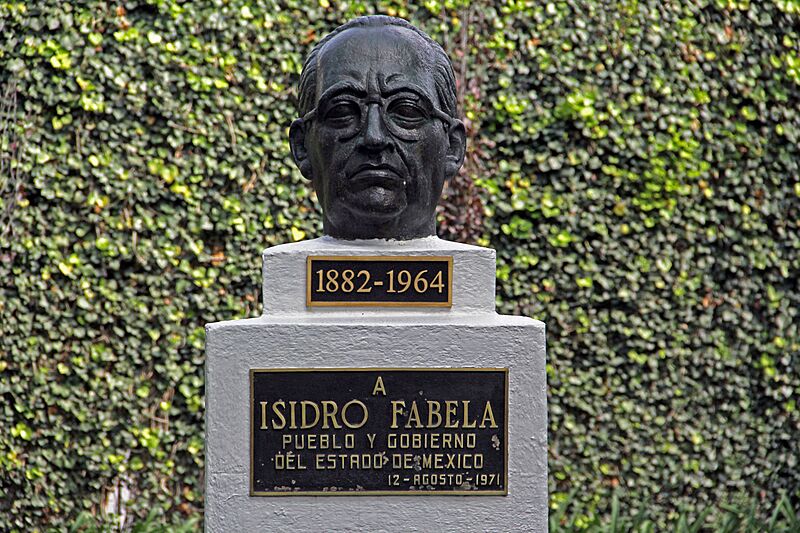 1882-1964
A
ISIDRO FABELA
PUEBLO Y GOBIERNO
DEL ESTADO DE MEXICO
12-AGOSTO-1971